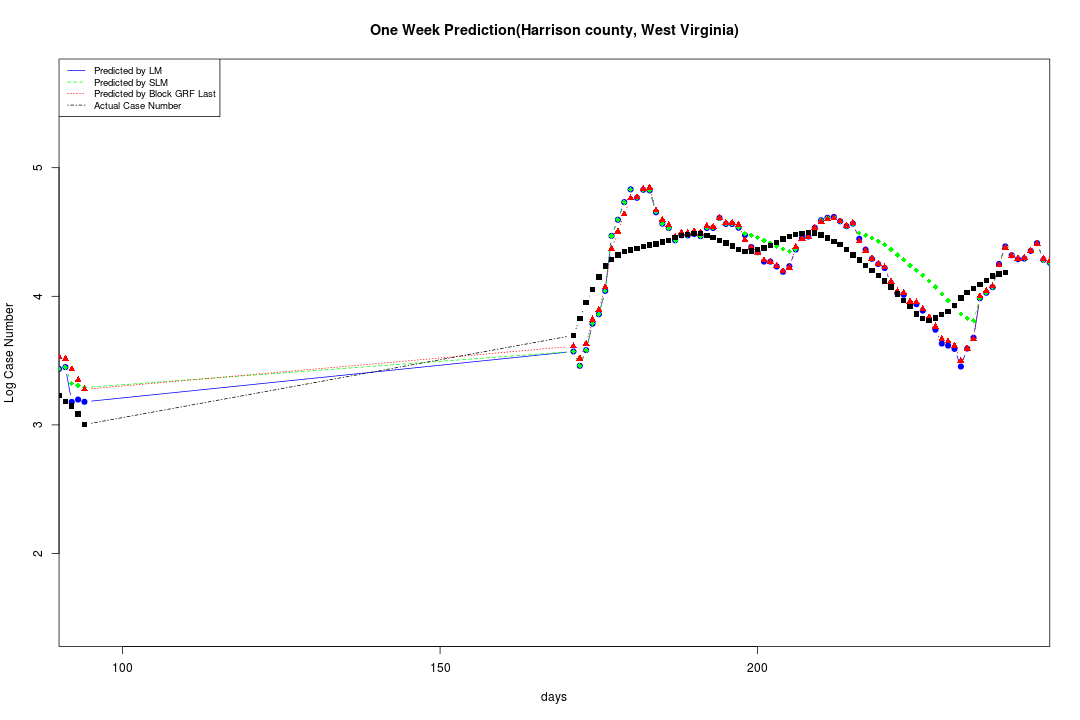 One Week Prediction(Harrison county, West Virginia)
Predicted by LM
Predicted by SLM
Predicted by Block GRF Last
Actual Case Number
5
4
3
2
Log Case Number
100
150
200
days